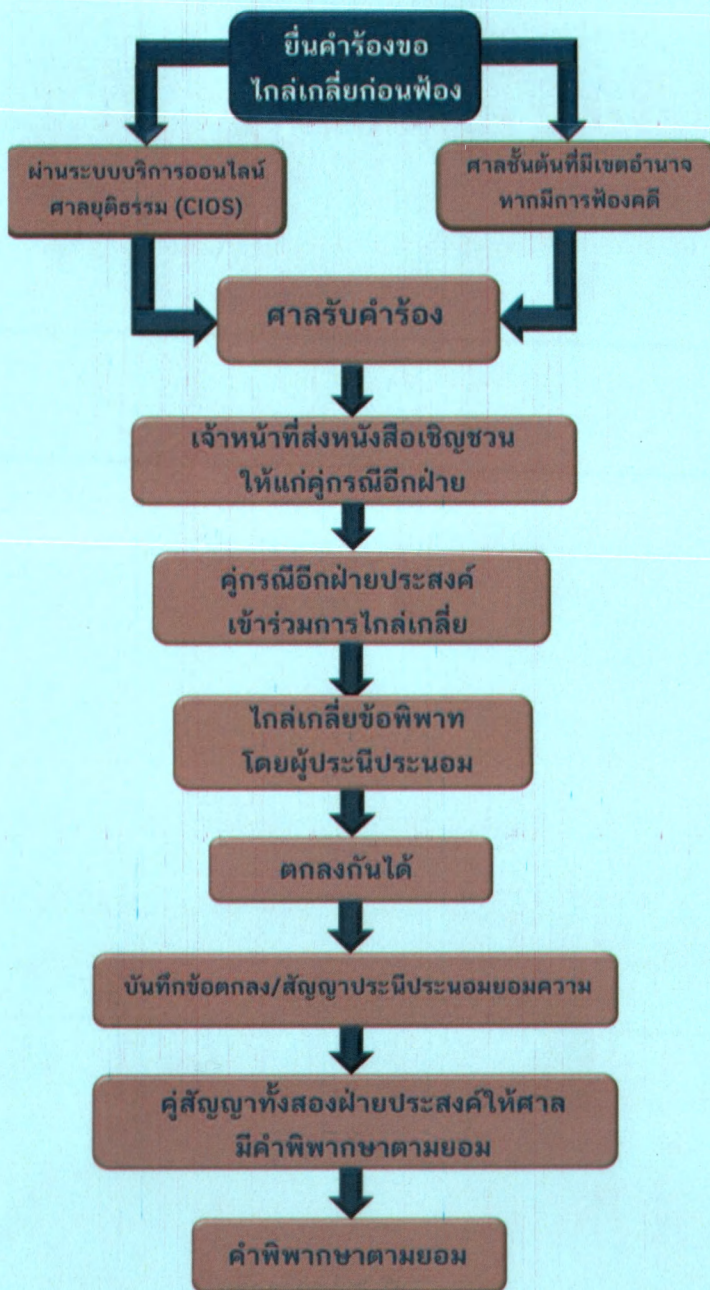 ยื่นคำร้องขอ
ไกล่เกลี่ยก่อนฟ้อง
ผ่านระบบบริการออนไลน์
ศาลยุติธรรม (CIOS)
ศาลชั้นต้นที่มีเขตอำนาจ
หากมีการฟ้องคดี
ศาลรับคำร้อง
เจ้าหน้าที่ส่งหนังสือเชิญชวน
ให้แก่คู่กรณีอีกฝ่าย
คู่กรณีอีกฝ่ายประสงค์
เข้าร่วมการไกล่เกลี่ย
ไกล่เกลี่ยข้อพิพาท
โดยผู้ประนีประนอม
ตกลงกันได้
บันทึกข้อตกลง/สัญญาประนีประนอมยอมความ
คู่สัญญาทั้งสองฝ่ายประสงค์ให้ศาล
มีคำพิพากษาตามยอม
คำพิพากษาตามยอม